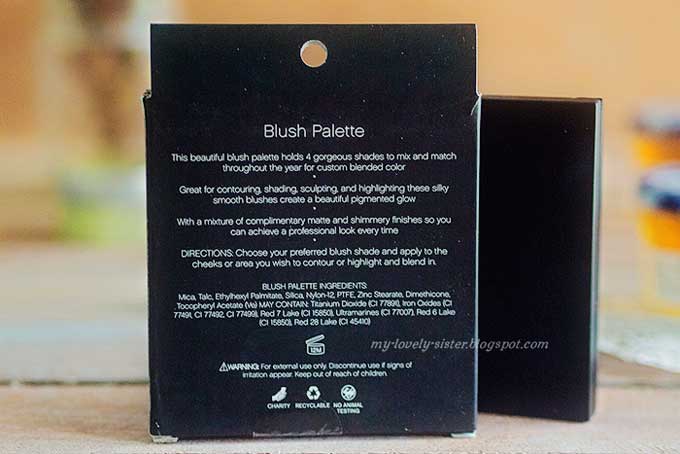 Blush Palette
This beautiful blush palette holds 4 gorgeous shades to mix and match
throughout the year for custom blended color
Great for contouring, shading, sculpting, and highlighting these silky
smooth blushes create a beautiful pigmented glow
With a mixture of complimentary matte and shimmery finishes so you
can achieve a professional look every time
DIRECTIONS: Choose your preferred blush shade and apply to the
cheeks or area you wish to contour or highlight and blend in.
BLUSH PALETTE INGREDIENTS:
Mica, Talc, Ethylhexyl Palmitate, Silica, Nylon-12, PTFE, Zinc Stearate, Dimethicone,
Tocopheryl Acetate (Ve) MAY CONTAIN: Titanium Dioxide (CI 77891), Iron Oxides (CI
77491, CI 77492, CI 77499), Red 7 Lake (CI 15850), Ultramarines (CI 77007), Red 6 Lake
(CI 15850), Red 28 Lake (CI 45410)
12M
my-lovely-sister.blogspot.com
WARNING: For external use only. Discontinue use if signs of
irritation appear. Keep out of reach of children.
CHARITY RECYCLABLE NO ANIMAL
TESTING